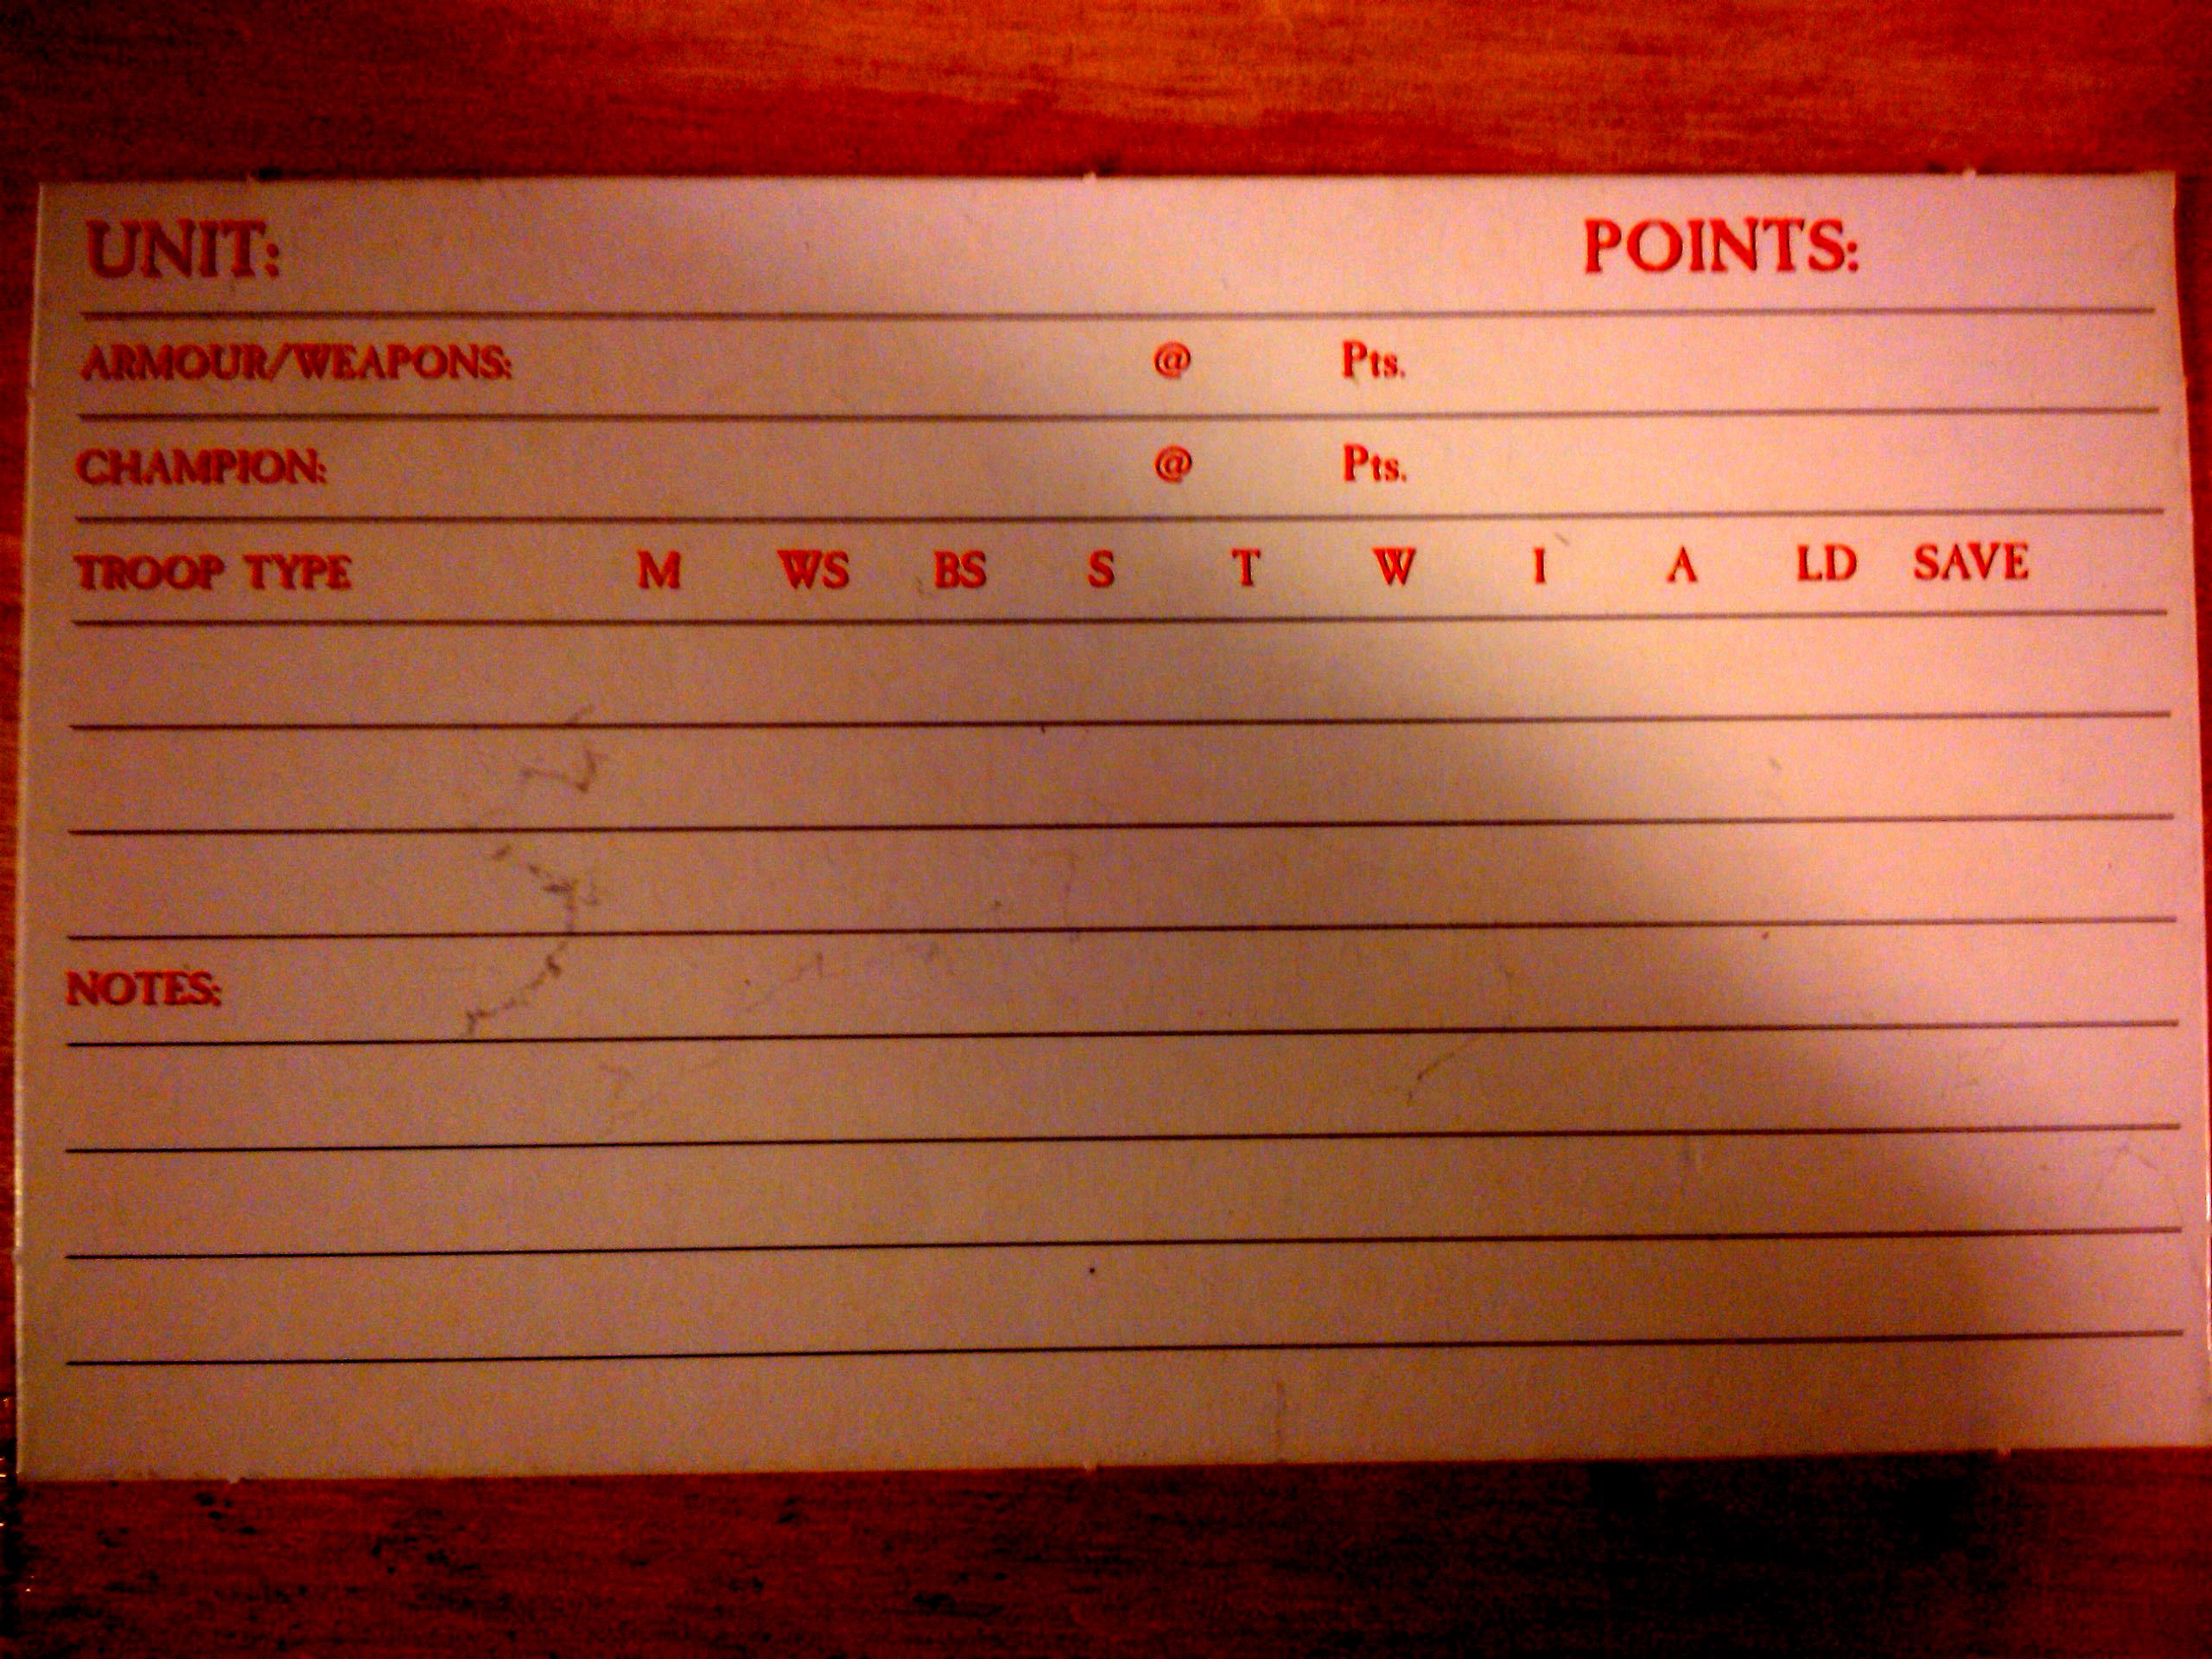 UNIT: POINTS:
ARMOUR/WEAPONS: @ Pts.
CHAMPION: @ Pts.
TROOP TYPE M WS BS S T W I A LD SAVE
NOTES: